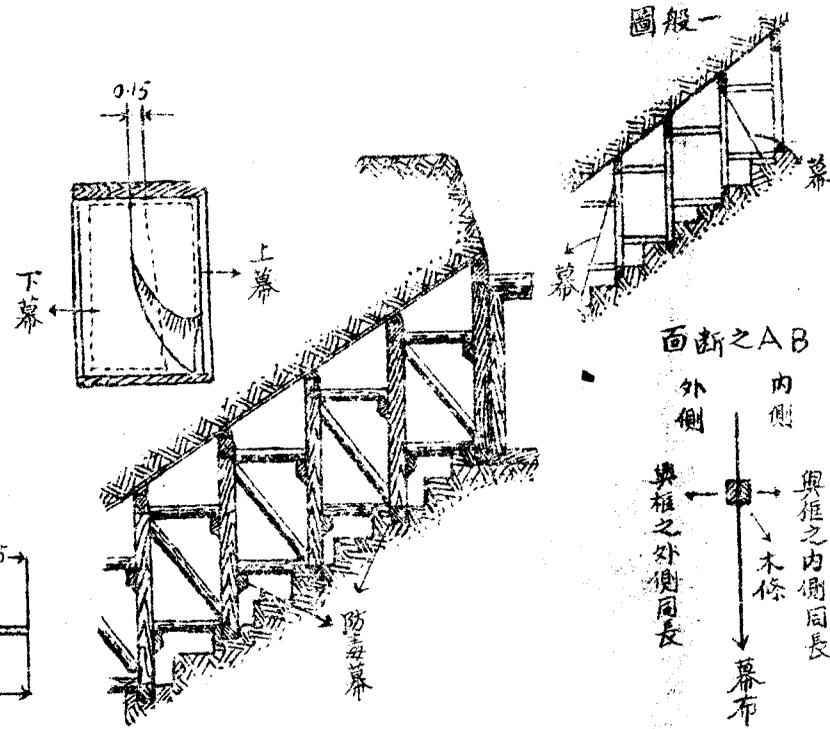 圖般一
0.15
上幕
下幕
幕
幕
面断之AB
外側
内側
與框之外側同長
與框之内側同長
木條
幕布
防毒幕